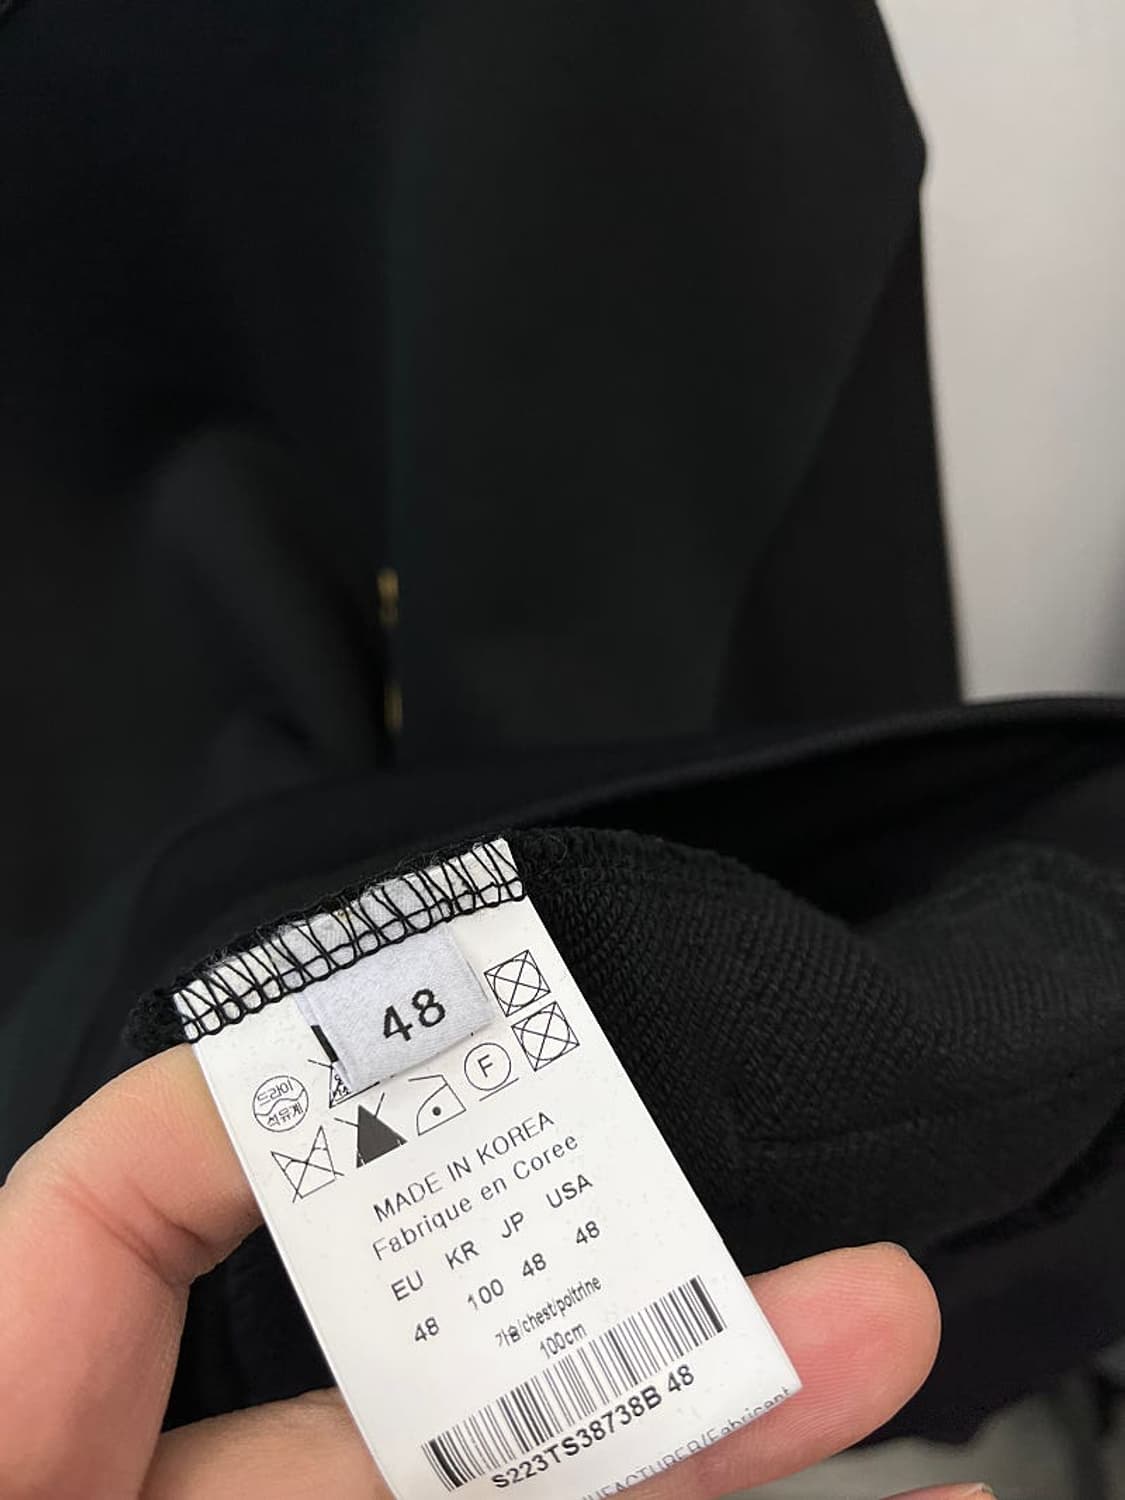 48
드라이
석유계
F
MADE IN KOREA
Fabrique en Coree
EU KR JP USA
48 100 48 48
가슴/chest/poitrine
100cm
S223TS38738B 48
/Fabricant